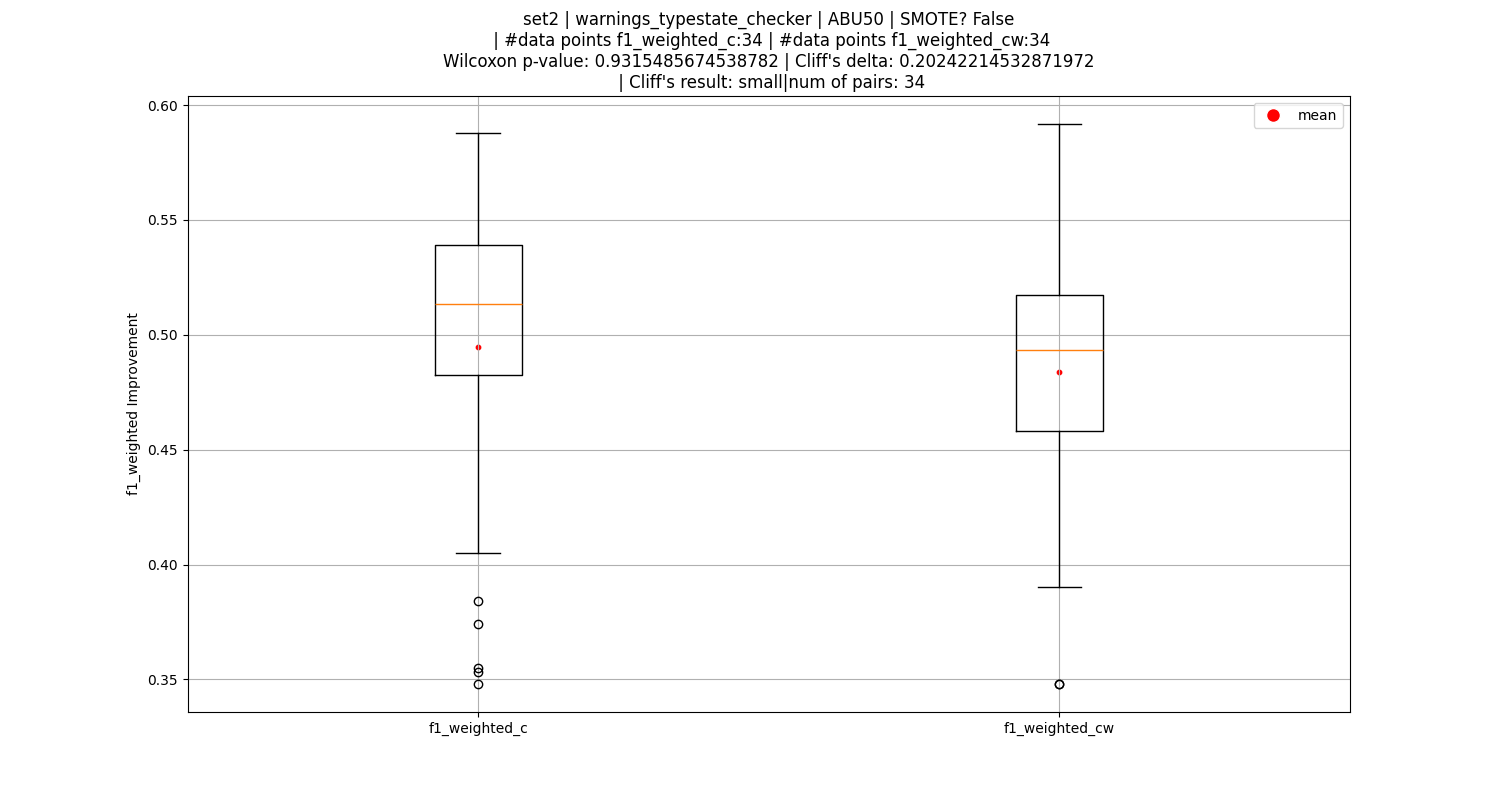 set2 | warnings_typestate_checker | ABU50 | SMOTE? False
| #data points f1_weighted_c:34 | #data points f1_weighted_cw:34
Wilcoxon p-value: 0.9315485674538782 | Cliff's delta: 0.20242214532871972
| Cliff's result: small|num of pairs: 34
0.60
mean
0.55
0.50
f1_weighted Improvement
0.45
0.40
0.35
f1_weighted_c
f1_weighted_cw